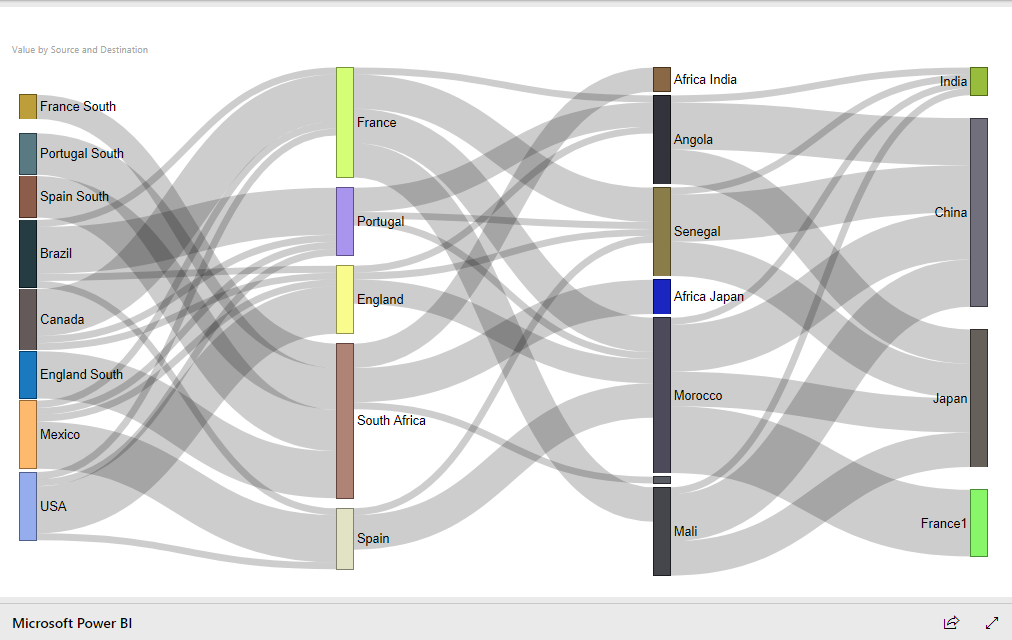 Value by Source and Destination
France South
Portugal South
Spain South
Brazil
Canada
England South
Mexico
USA
France
Portugal
England
South Africa
Spain
Africa India
Angola
Senegal
Africa Japan
Morocco
Mali
India
China
Japan
France1
Microsoft Power BI